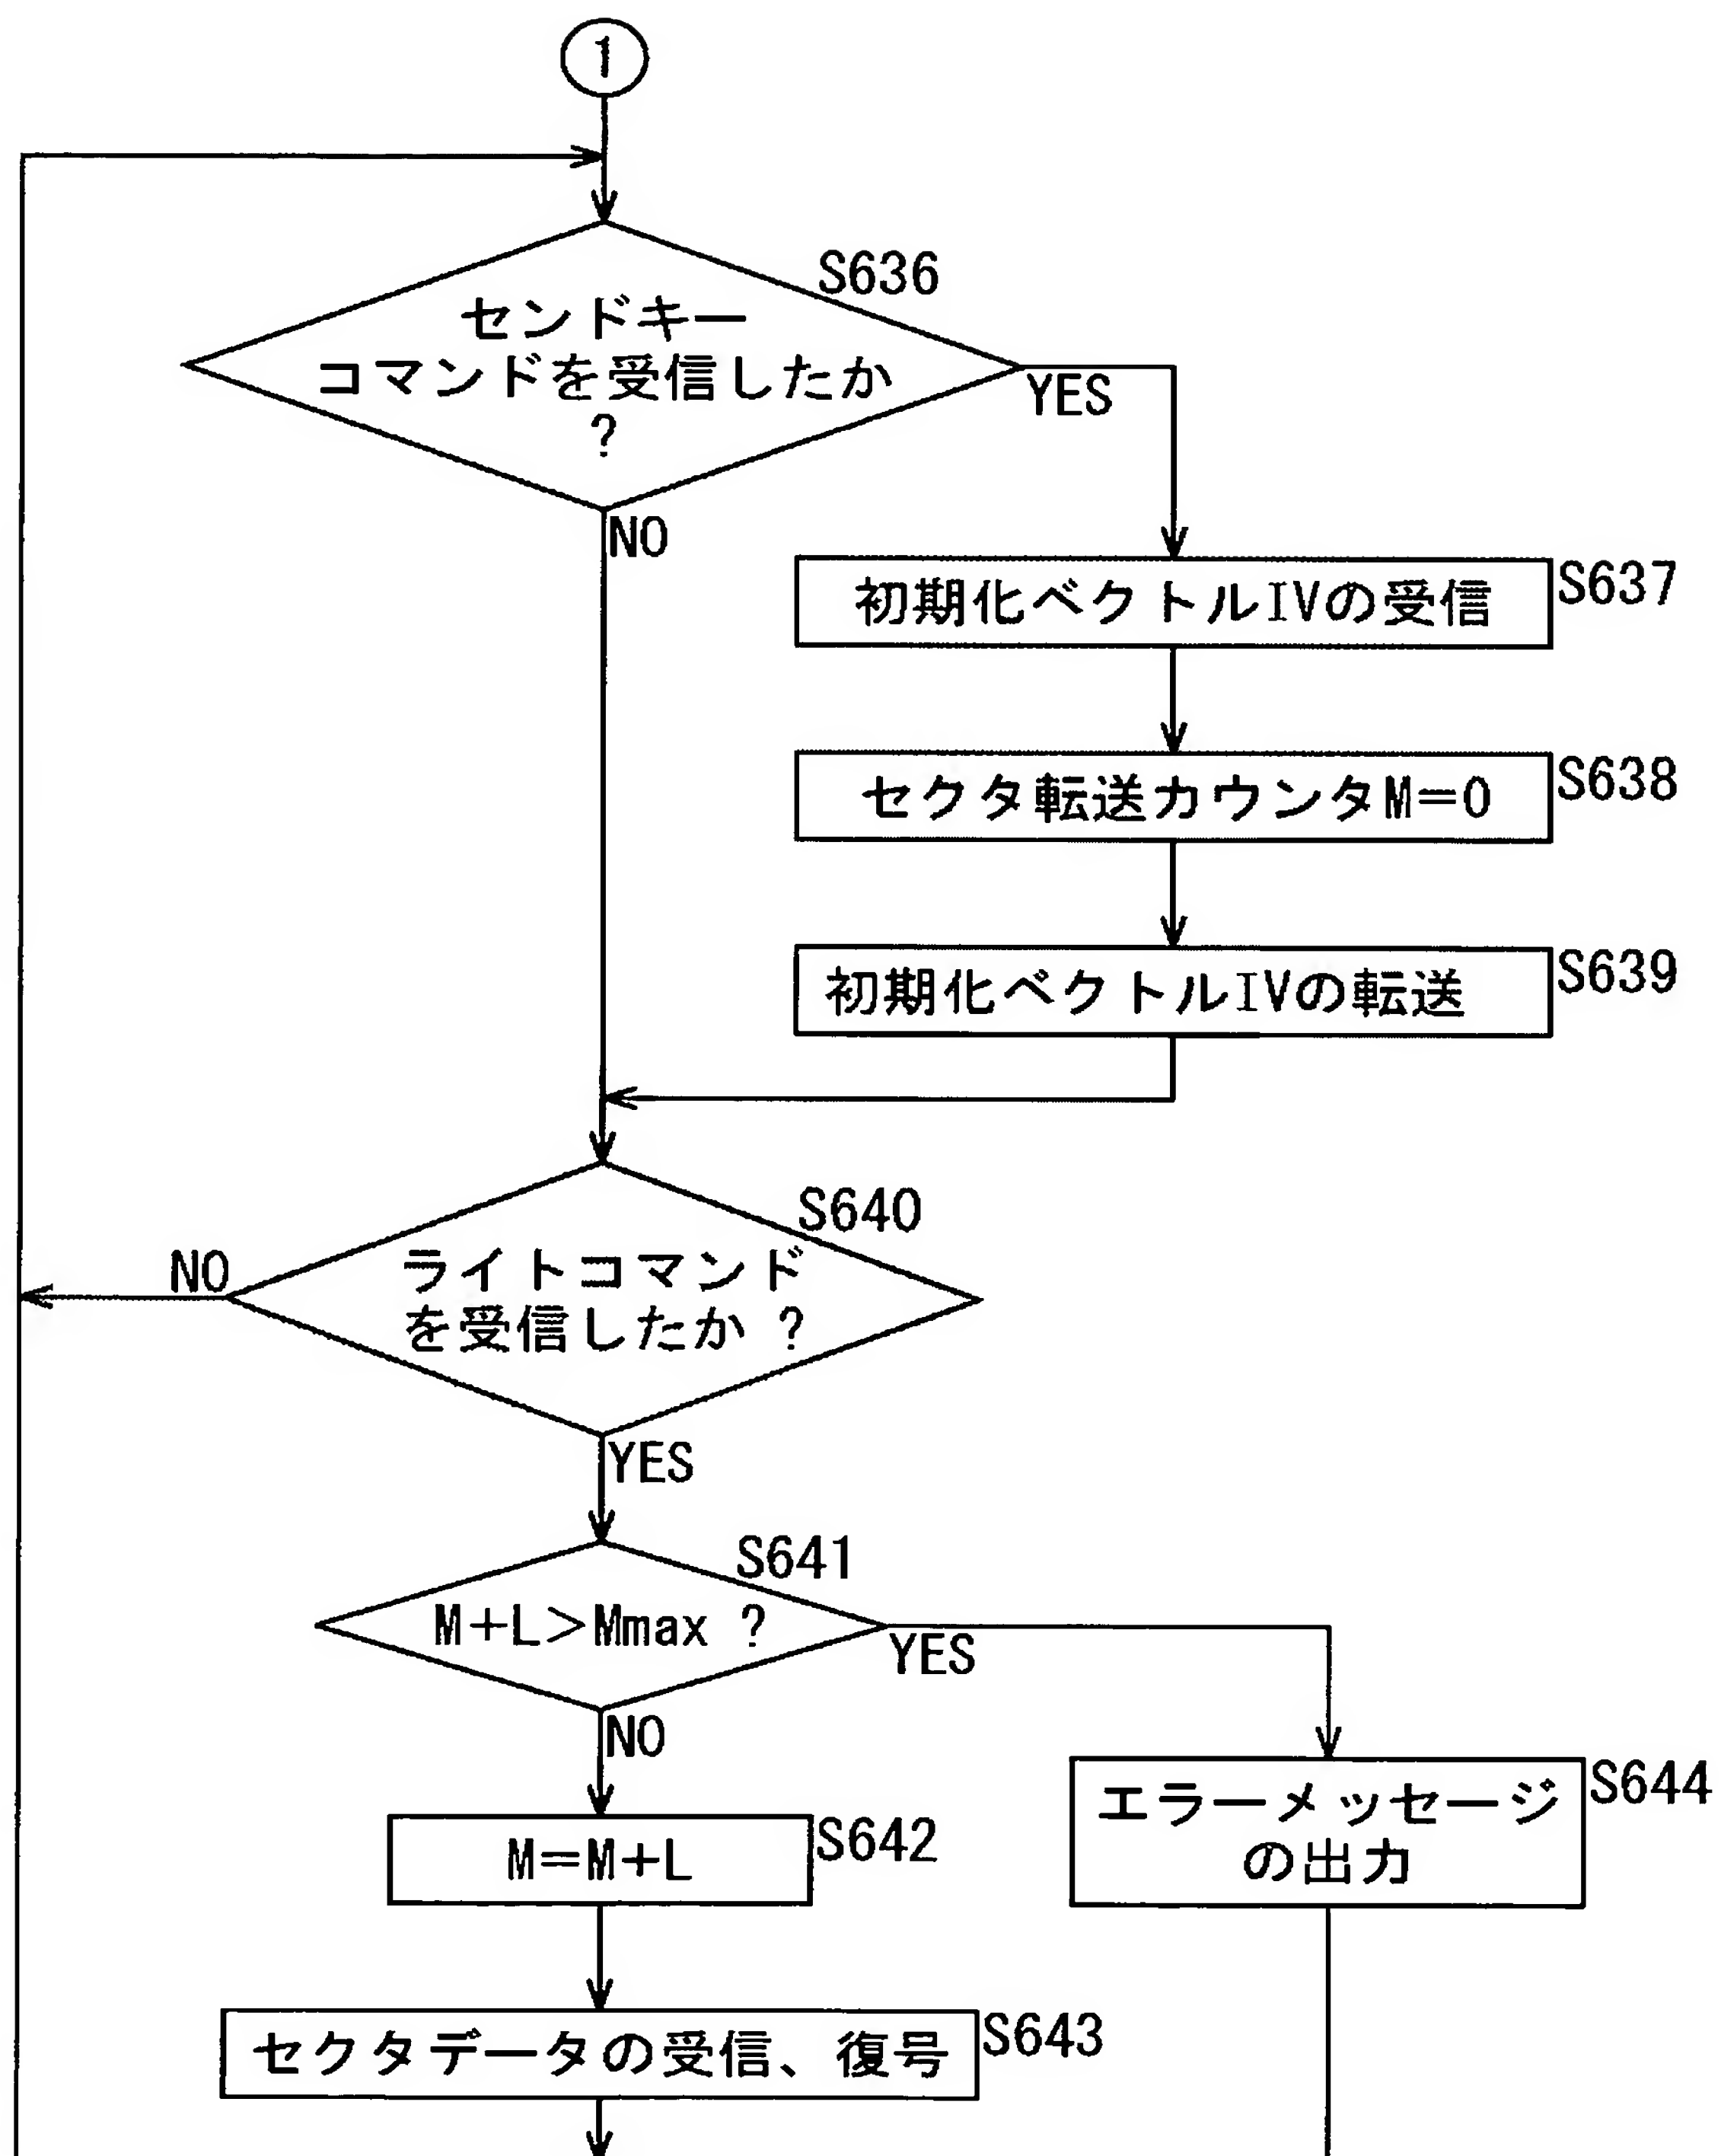 1
S636
センドキー
コマンドを受信したか
?
YES
NO
初期化ベクトルIVの受信
S637
セクタ転送カウンタM=0
S638
初期化ベクトルIVの転送
S639
S640
NO
ライトコマンド
を受信したか ?
YES
S641
M+L>Mmax ?
YES
NO
エラーメッセージ
の出力
S644
M=M+L
S642
セクタデータの受信、復号
S643